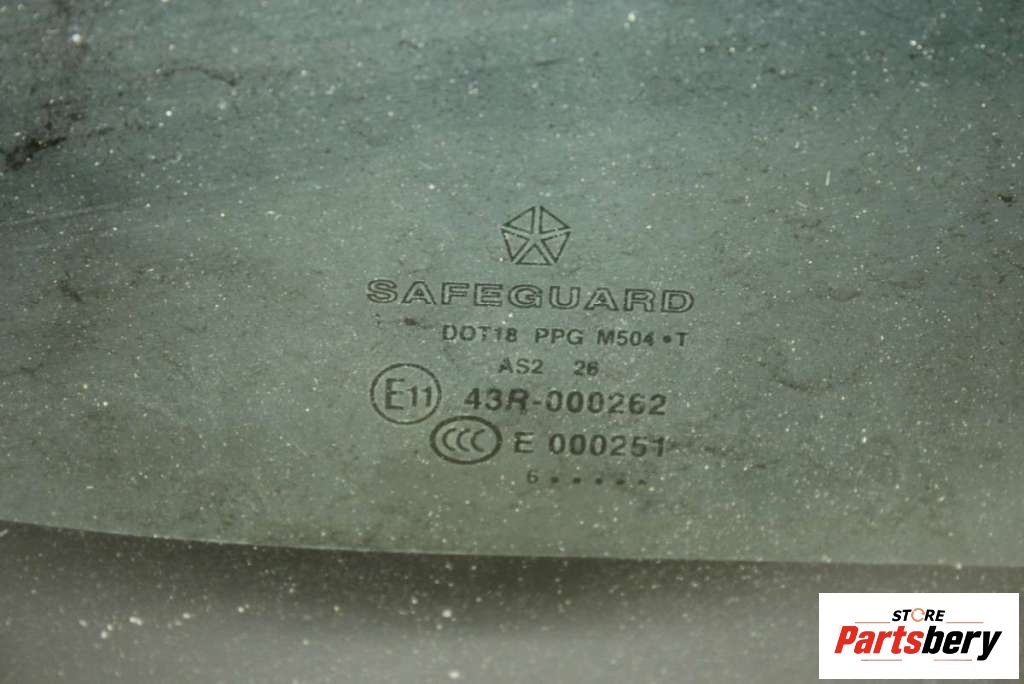 SAFEGUARD
DOT18 PPG M504•T
AS2 26
E11 43R-000262
CCC E 000251
6•••••
STORE
Partsbery